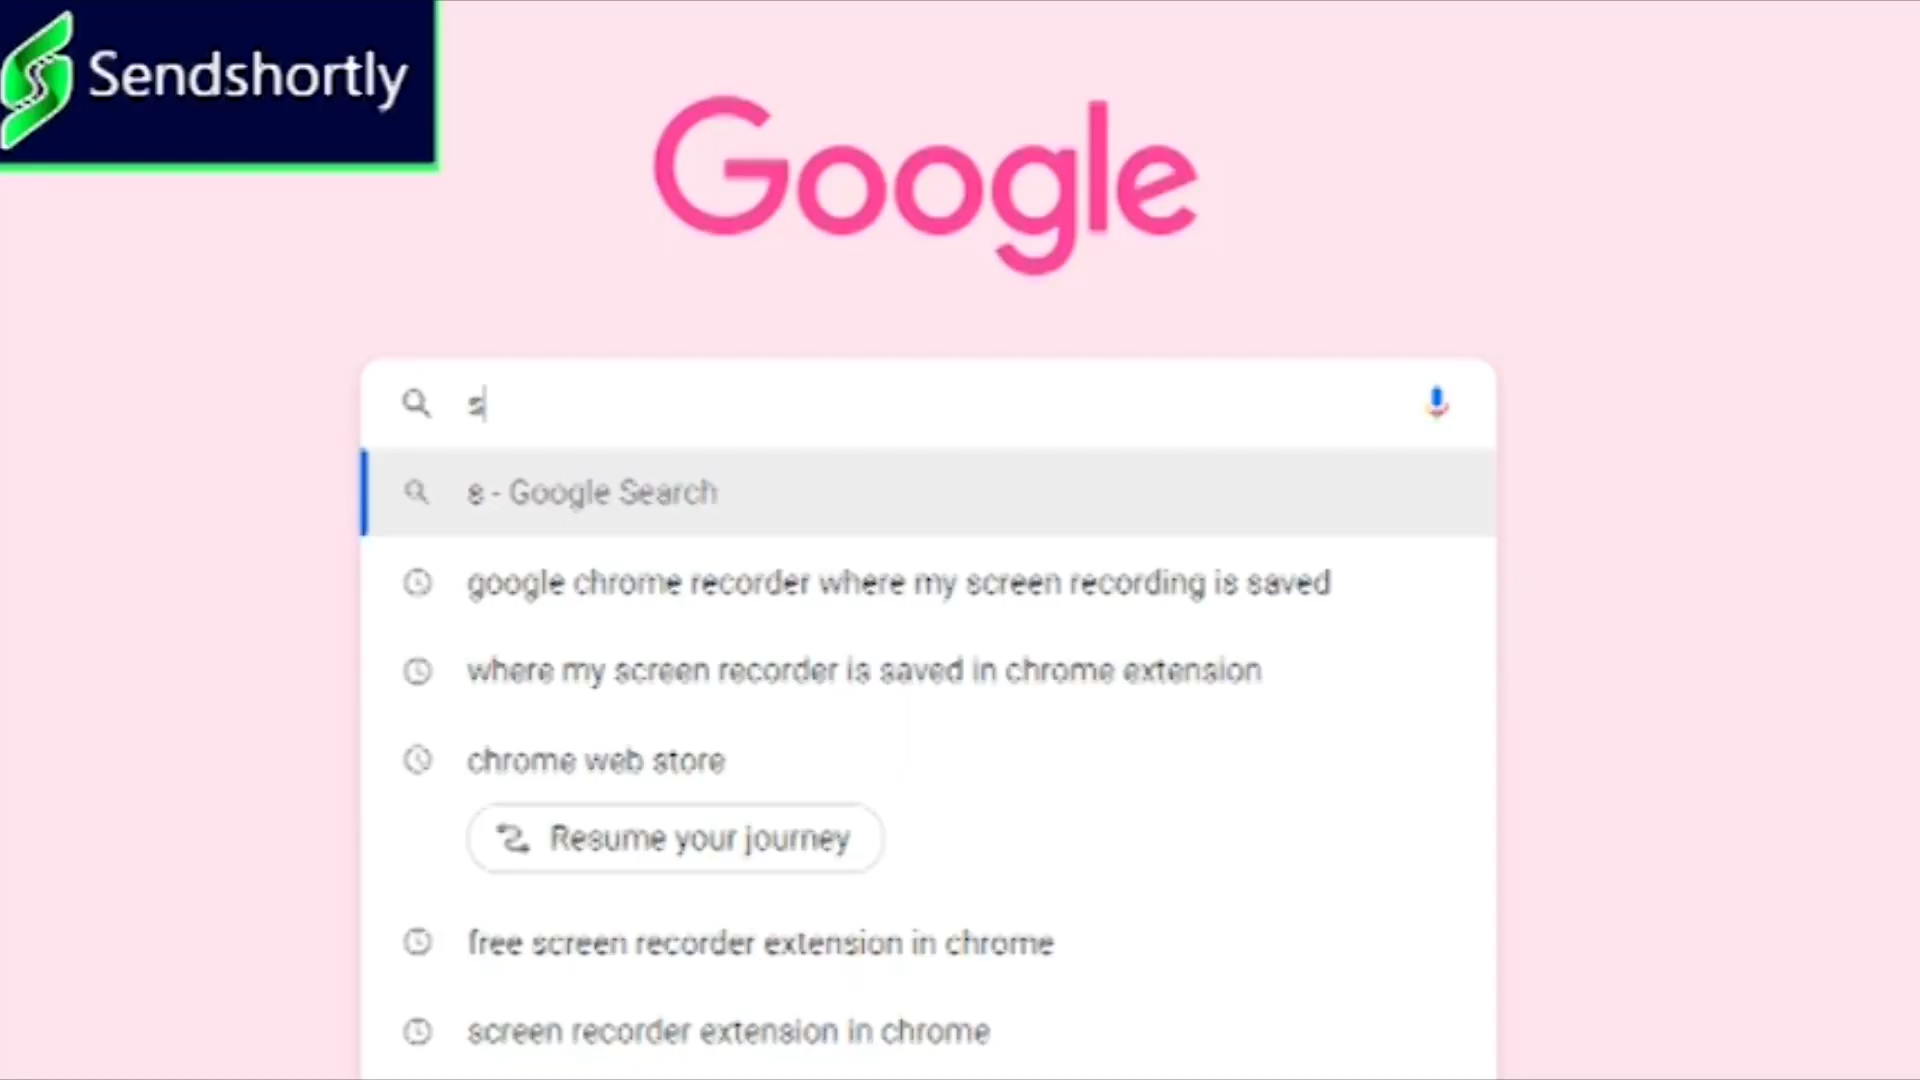 Sendshortly
Google
s
s - Google Search
google chrome recorder where my screen recording is saved
where my screen recorder is saved in chrome extension
chrome web store
Resume your journey
free screen recorder extension in chrome
screen recorder extension in chrome